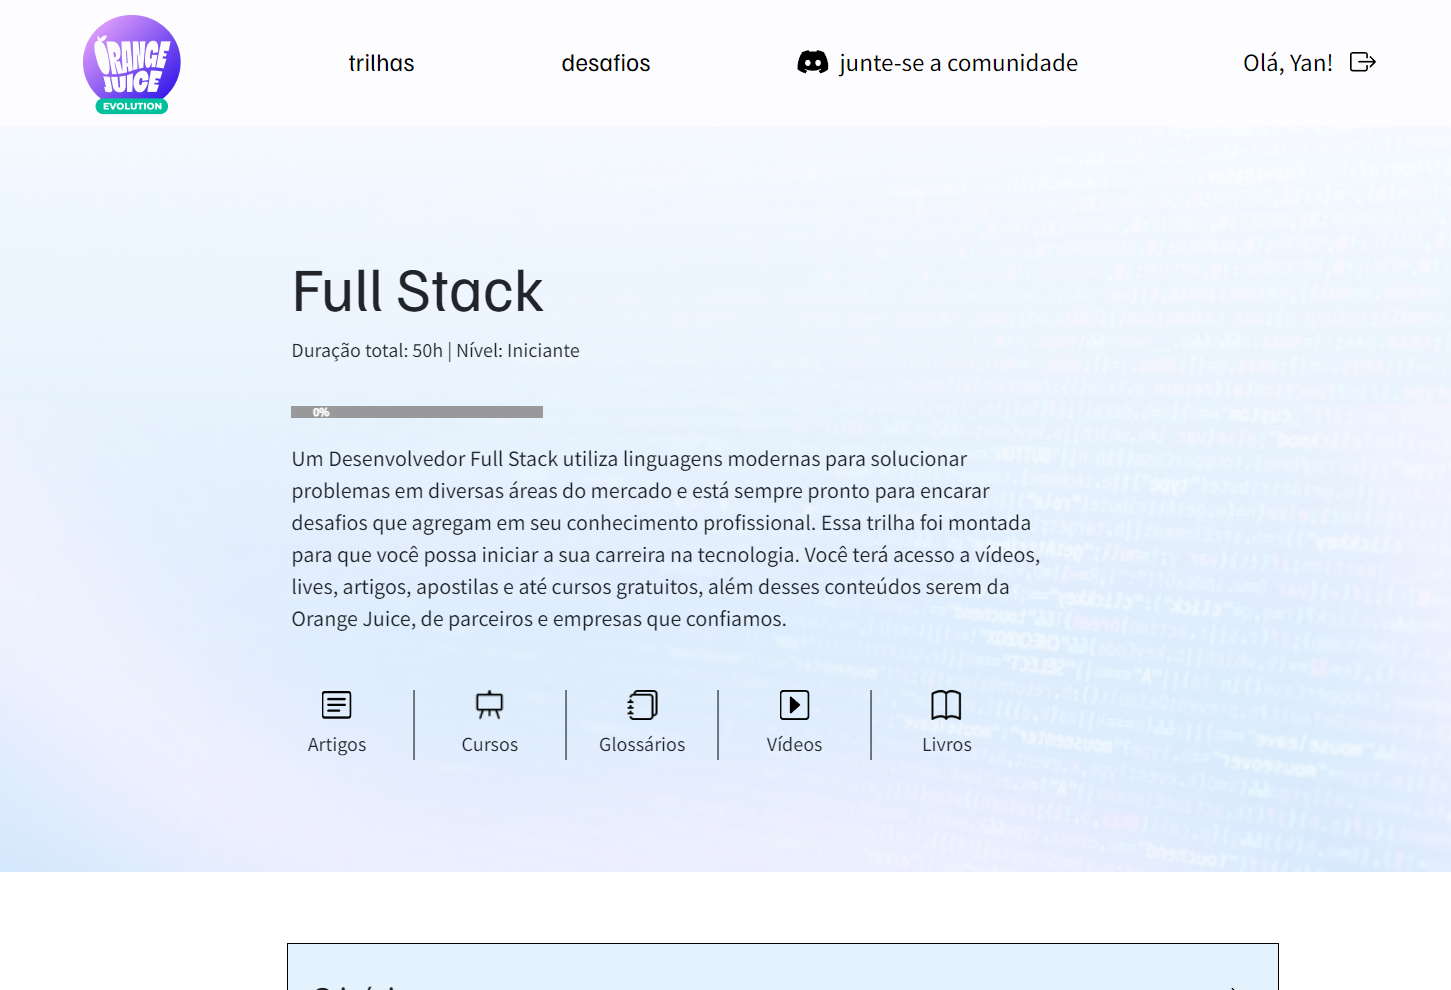 ORANGE
JUICE
EVOLUTION
trilhas
desafios
junte-se a comunidade
Olá, Yan!
Full Stack
Duração total: 50h | Nível: Iniciante
0%
Um Desenvolvedor Full Stack utiliza linguagens modernas para solucionar
problemas em diversas áreas do mercado e está sempre pronto para encarar
desafios que agregam em seu conhecimento profissional. Essa trilha foi montada
para que você possa iniciar a sua carreira na tecnologia. Você terá acesso a vídeos,
lives, artigos, apostilas e até cursos gratuitos, além desses conteúdos serem da
Orange Juice, de parceiros e empresas que confiamos.
Artigos
Cursos
Glossários
Vídeos
Livros